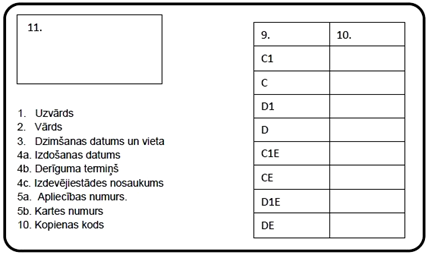 11.
1. Uzvārds
2. Vārds
3. Dzimšanas datums un vieta
4a. Izdošanas datums
4b. Derīguma termiņš
4c. Izdevējiestādes nosaukums
5a. Apliecības numurs.
5b. Kartes numurs
10. Kopienas kods
9. 10.
C1
C
D1
D
C1E
CE
D1E
DE